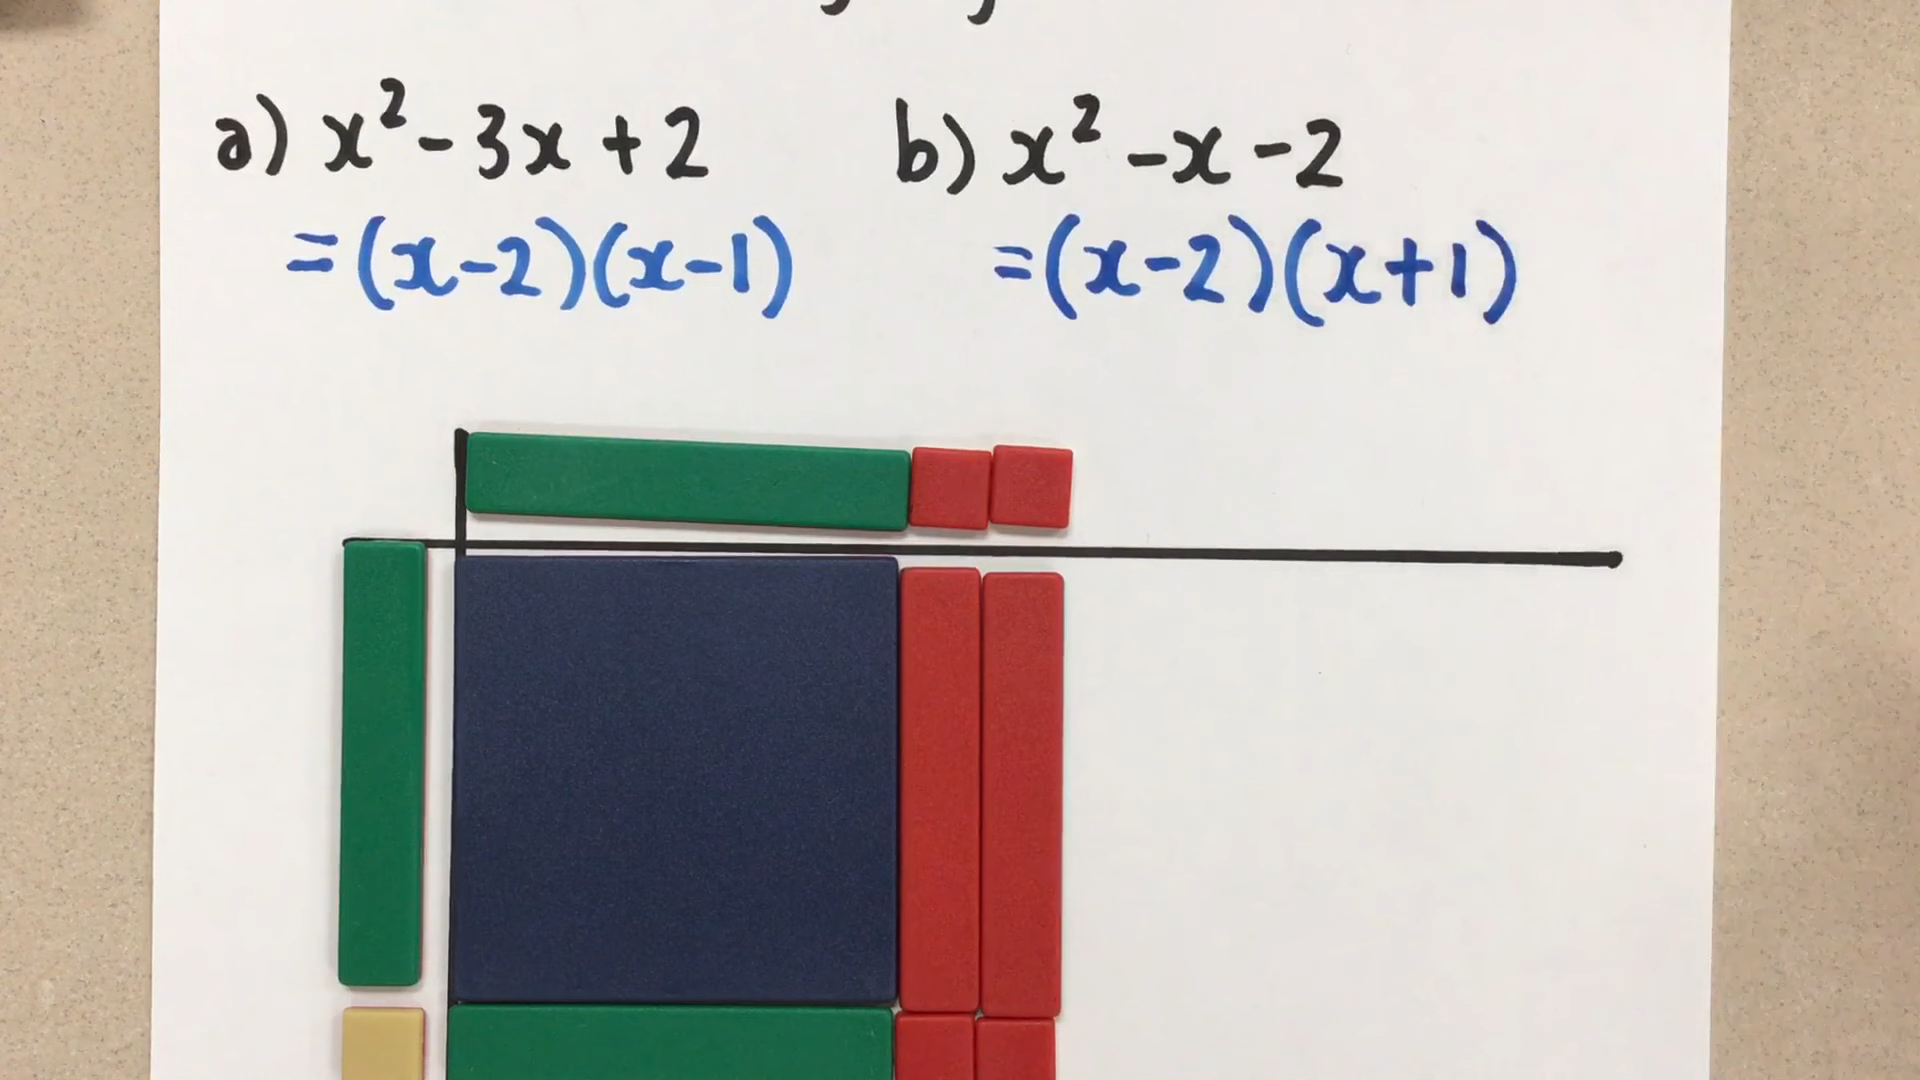 a) x² - 3x + 2
= (x-2)(x-1)
b) x² - x - 2
= (x-2)(x+1)